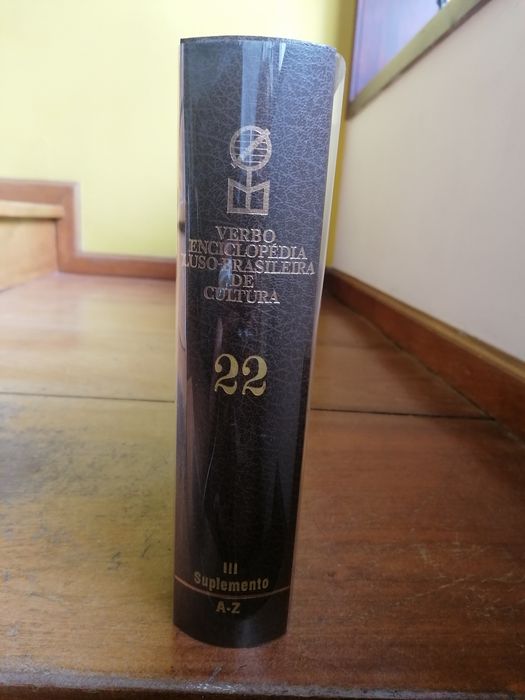 VERBO
ENCICLOPÉDIA
LUSO-BRASILEIRA
DE
CULTURA
22
III
Suplemento
A-Z